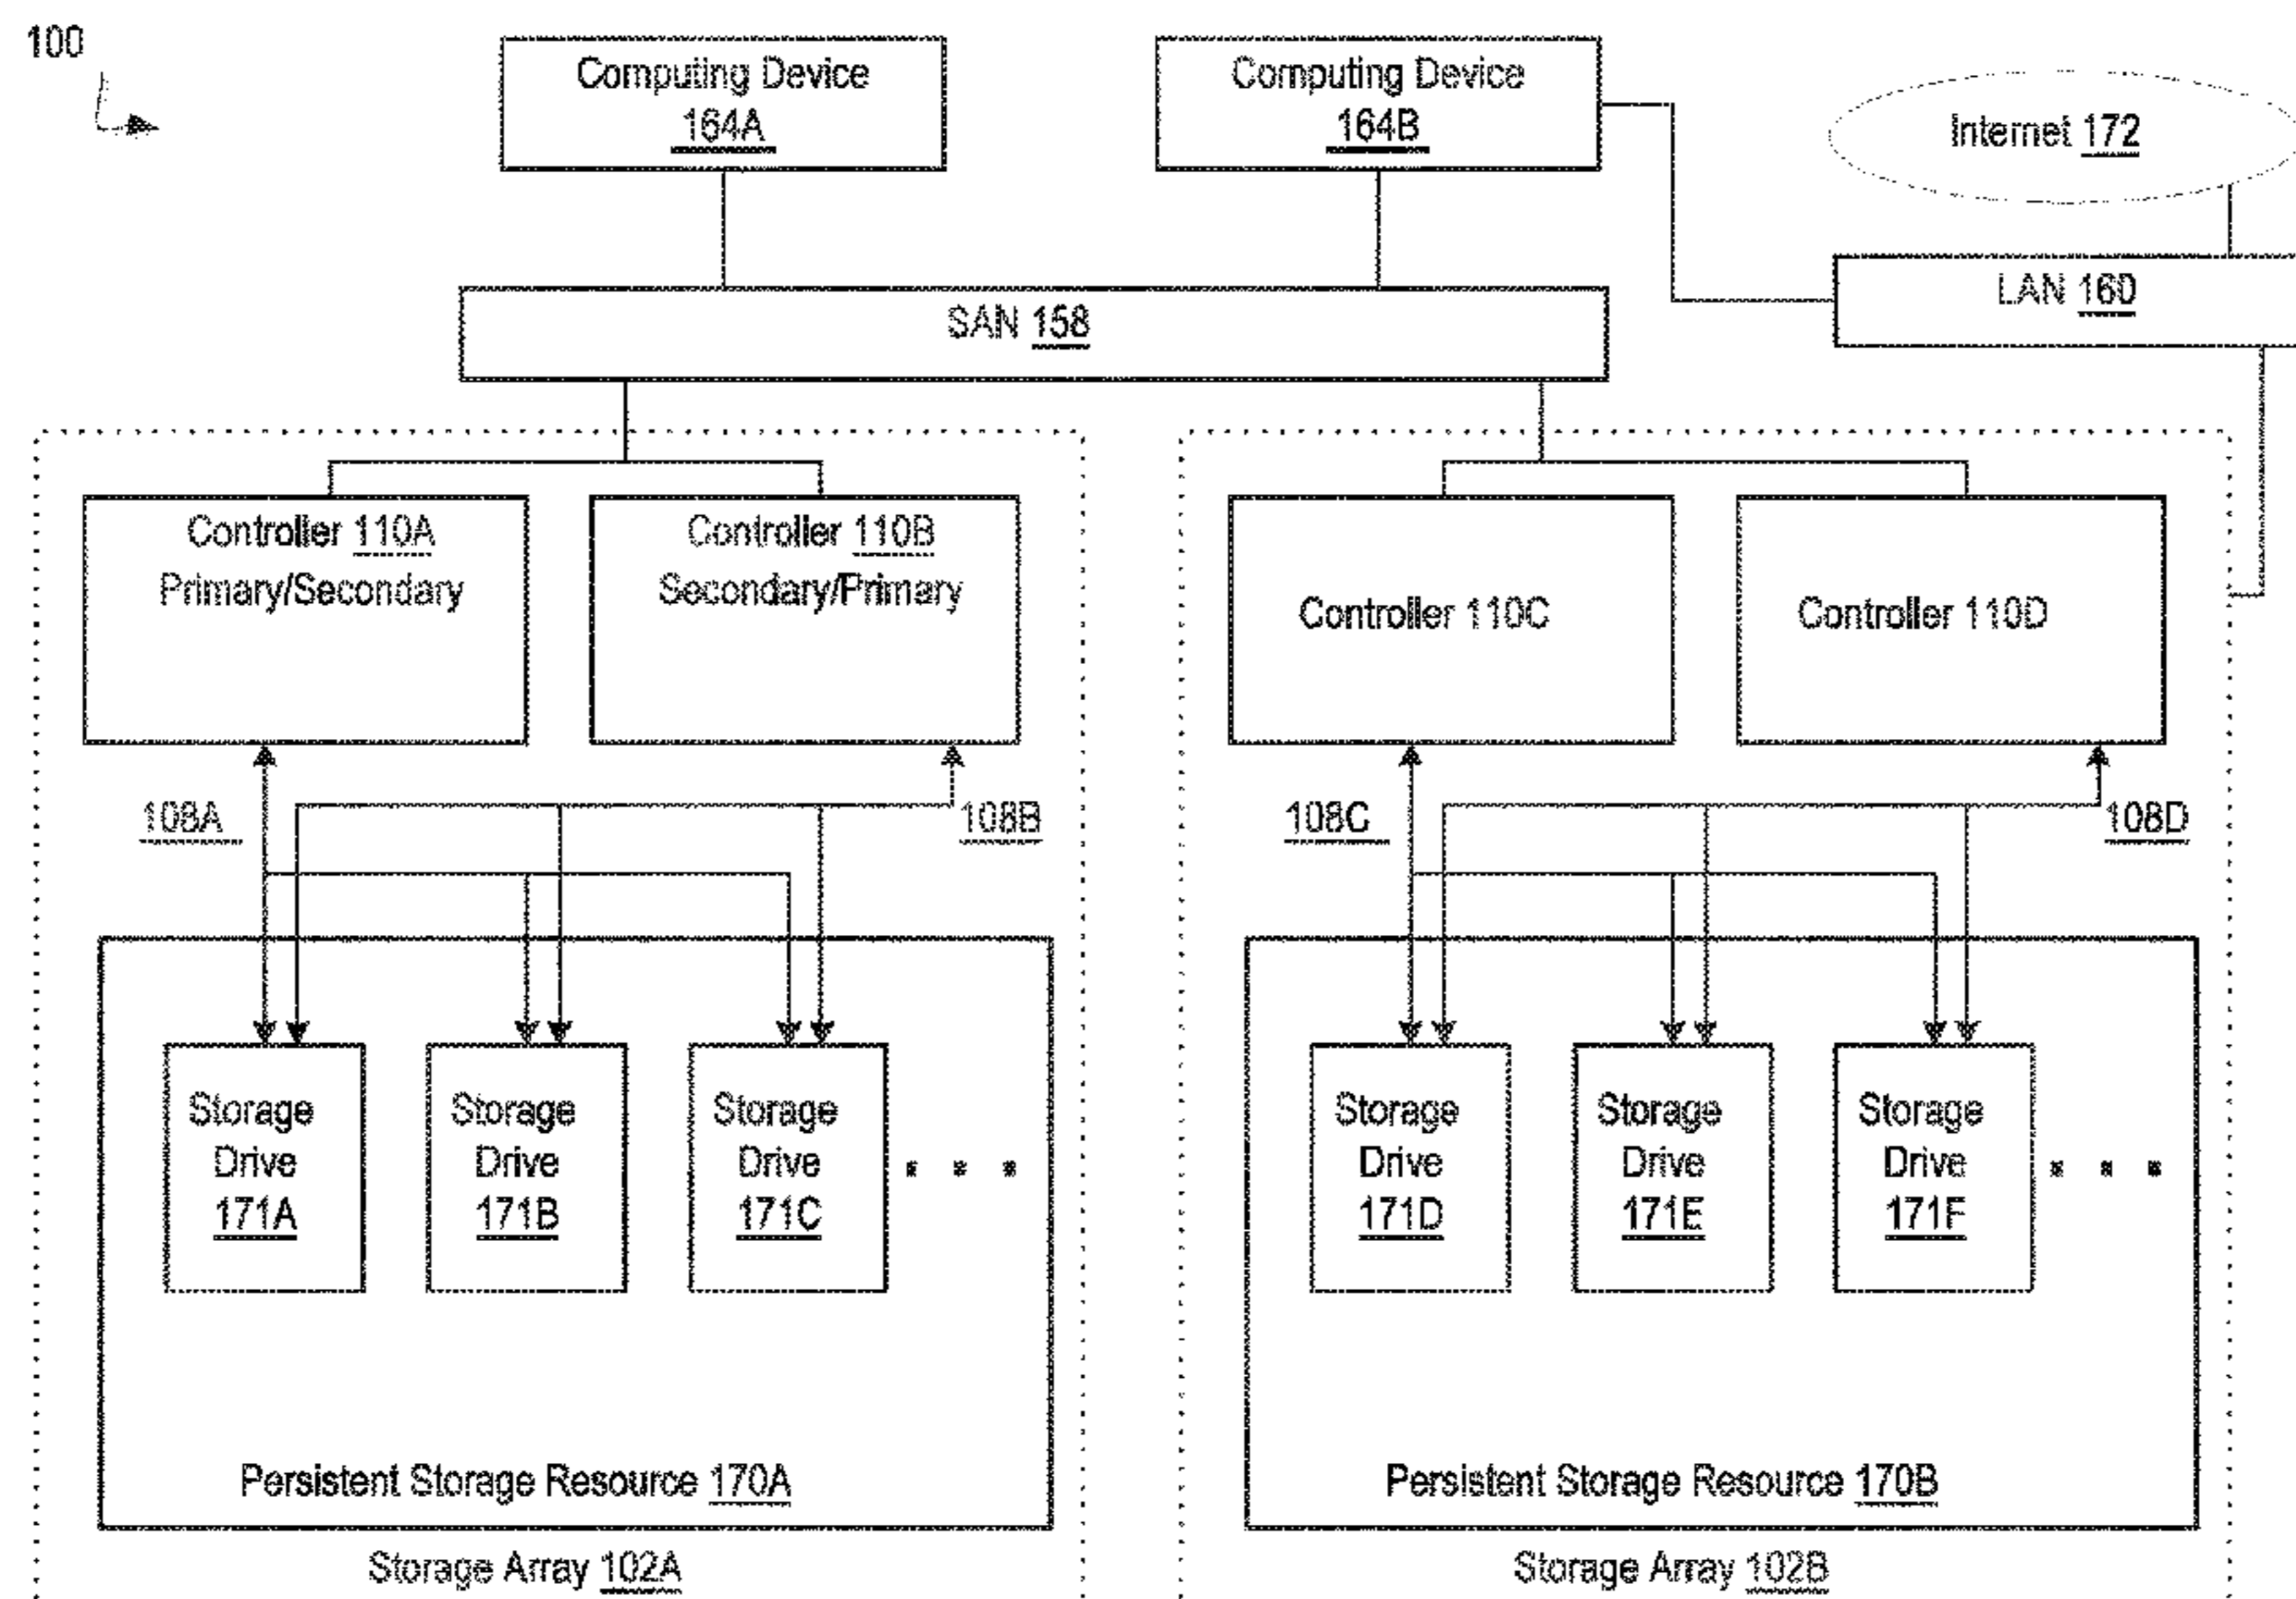 100
Computing Device
164A
Computing Device
164B
Internet 172
LAN 160
SAN 158
Controller 110A
Primary/Secondary
Controller 110B
Secondary/Primary
Controller 110C
Controller 110D
108A
108B
108C
108D
Storage
Drive
171A
Storage
Drive
171B
Storage
Drive
171C
Storage
Drive
171D
Storage
Drive
171E
Storage
Drive
171F
Persistent Storage Resource 170A
Persistent Storage Resource 170B
Storage Array 102A
Storage Array 102B